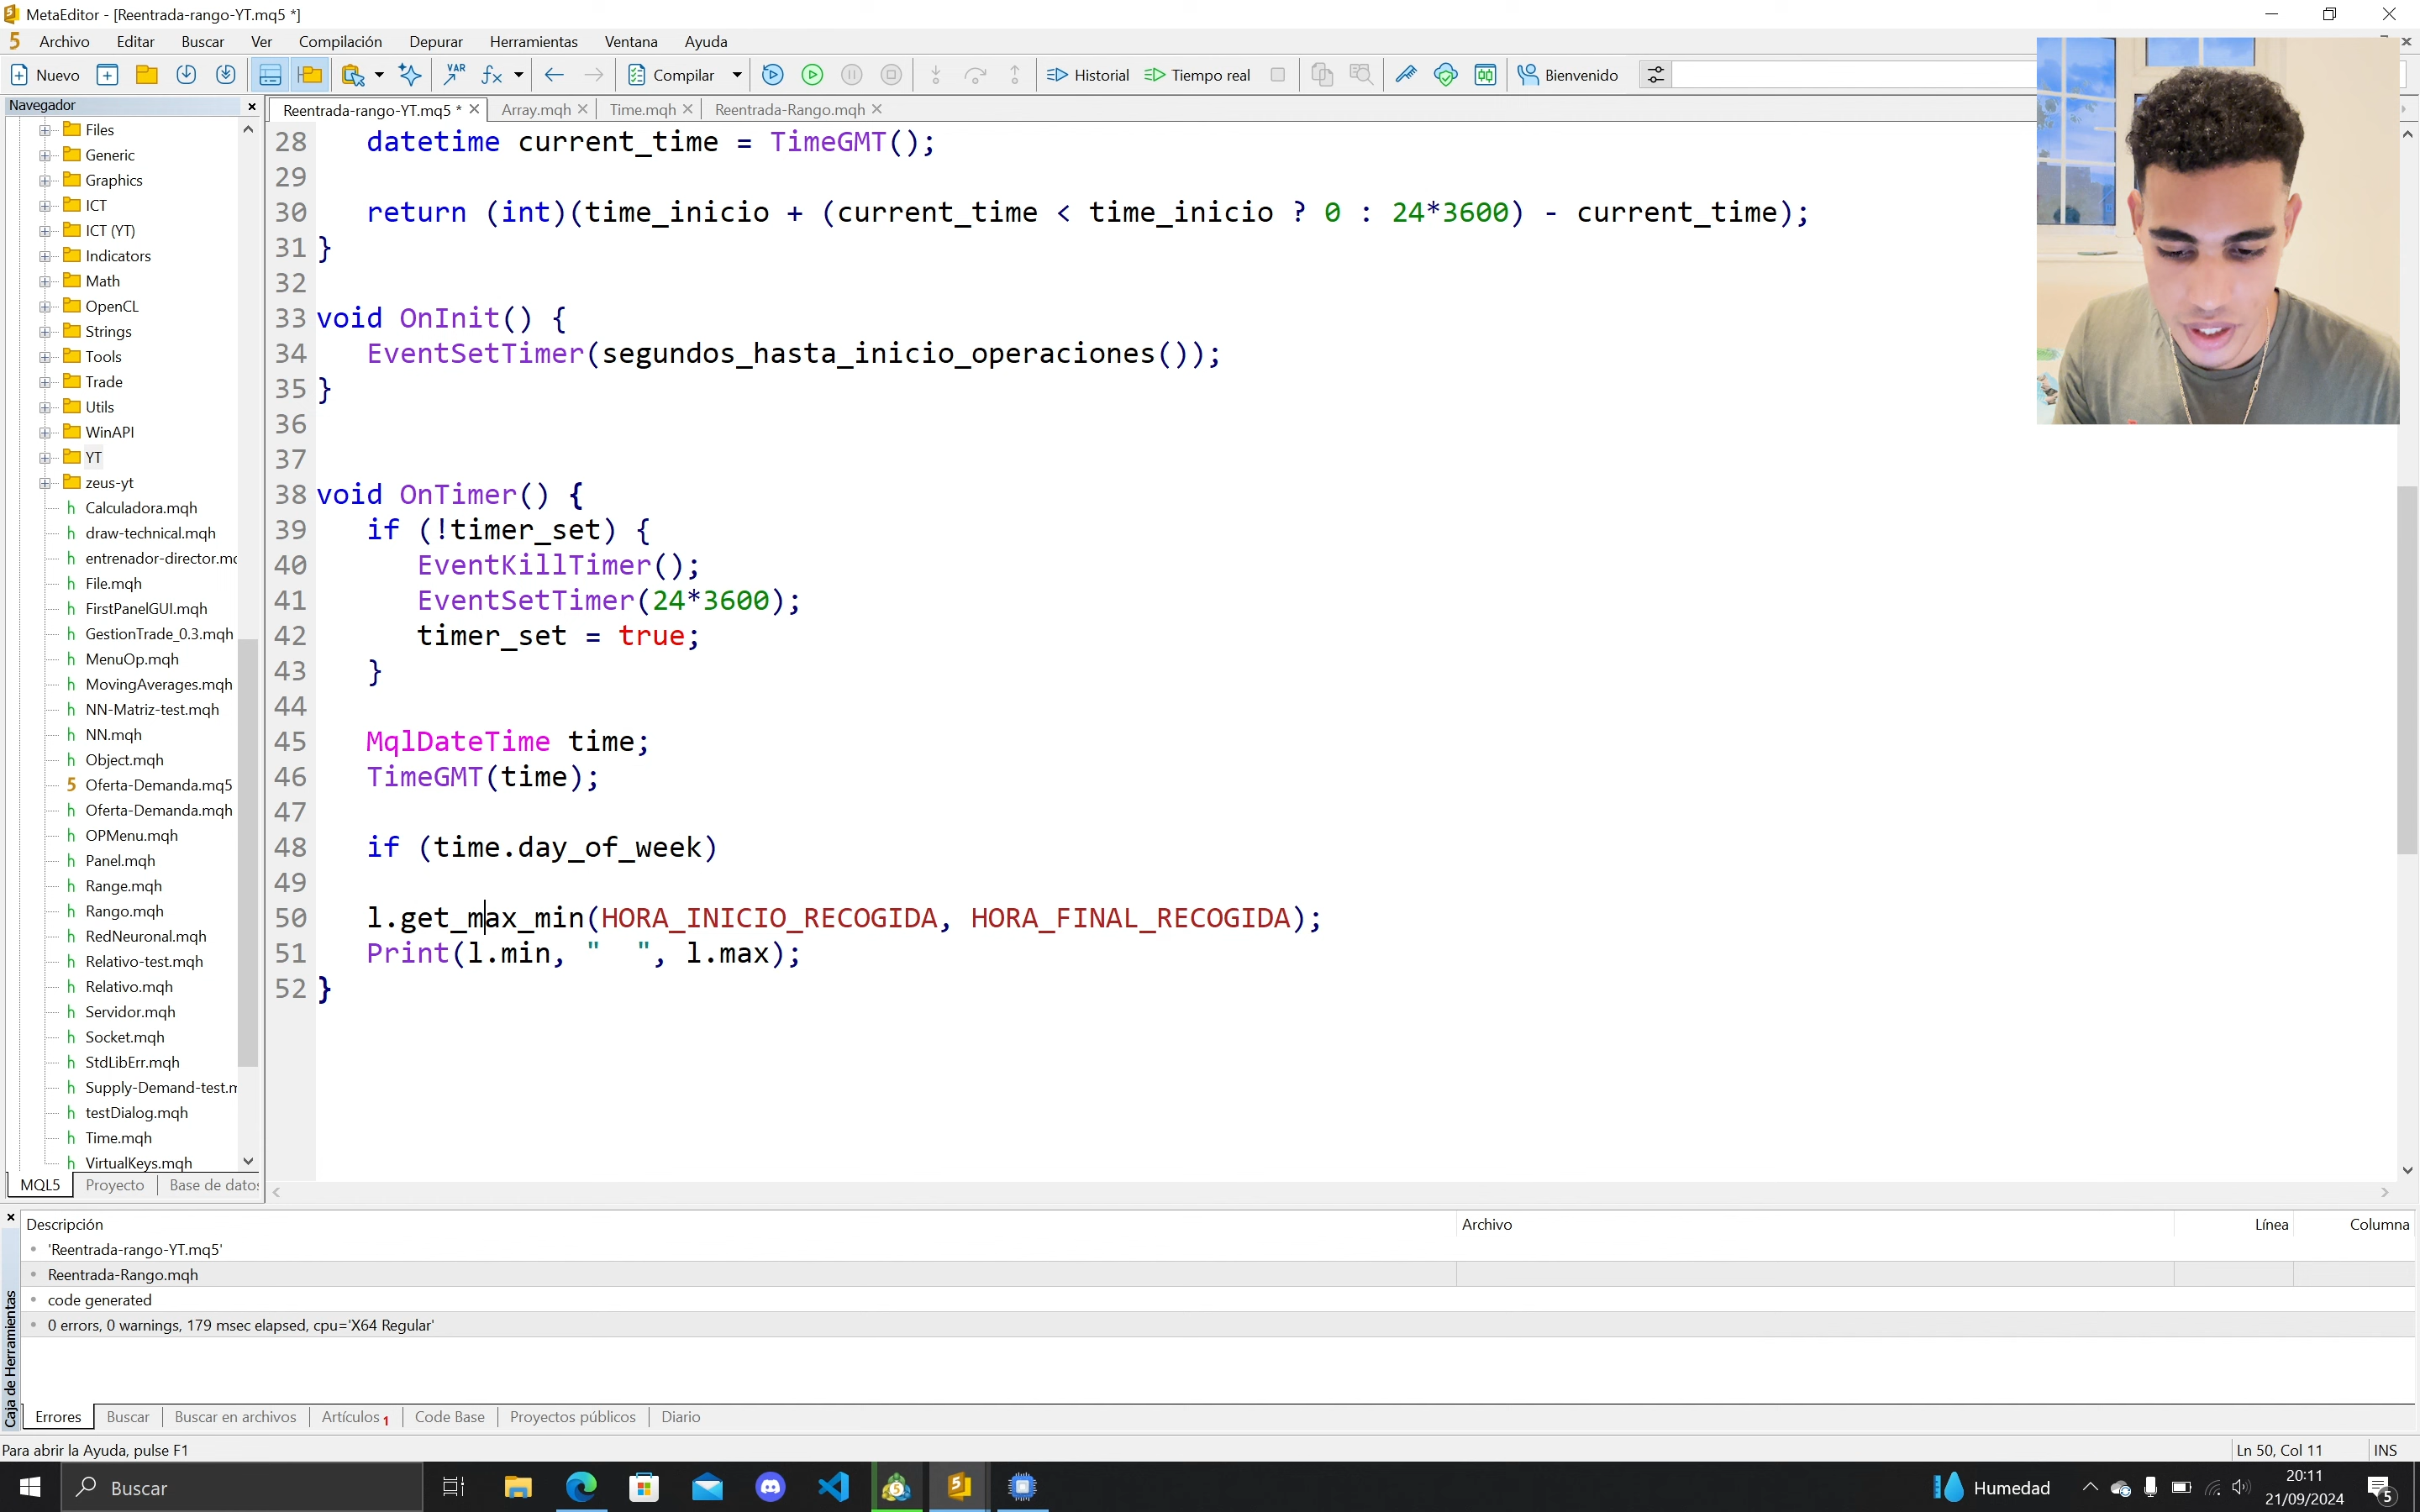 MetaEditor - [Reentrada-rango-YT.mq5 *]
Archivo Editar Buscar Ver Compilación Depurar Herramientas Ventana Ayuda
Nuevo VAR Compilar Historial Tiempo real Bienvenido
Navegador
Reentrada-rango-YT.mq5 * Array.mqh Time.mqh Reentrada-Rango.mqh
Files
Generic
Graphics
ICT
ICT (YT)
Indicators
Math
OpenCL
Strings
Tools
Trade
Utils
WinAPI
YT
zeus-yt
Calculadora.mqh
draw-technical.mqh
entrenador-director.mq
File.mqh
FirstPanelGUI.mqh
GestionTrade_0.3.mqh
MenuOp.mqh
MovingAverages.mqh
NN-Matriz-test.mqh
NN.mqh
Object.mqh
Oferta-Demanda.mq5
Oferta-Demanda.mqh
OPMenu.mqh
Panel.mqh
Range.mqh
Rango.mqh
RedNeuronal.mqh
Relativo-test.mqh
Relativo.mqh
Servidor.mqh
Socket.mqh
StdLibErr.mqh
Supply-Demand-test.m
testDialog.mqh
Time.mqh
VirtualKeys.mqh
MQL5 Proyecto Base de datos
28 datetime current_time = TimeGMT();
29
30 return (int)(time_inicio + (current_time < time_inicio ? 0 : 24*3600) - current_time);
31 }
32
33 void OnInit() {
34 EventSetTimer(segundos_hasta_inicio_operaciones());
35 }
36
37
38 void OnTimer() {
39 if (!timer_set) {
40 EventKillTimer();
41 EventSetTimer(24*3600);
42 timer_set = true;
43 }
44
45 MqlDateTime time;
46 TimeGMT(time);
47
48 if (time.day_of_week)
49
50 l.get_max_min(HORA_INICIO_RECOGIDA, HORA_FINAL_RECOGIDA);
51 Print(l.min, "  ", l.max);
52 }
Descripción Archivo Línea Columna
'Reentrada-rango-YT.mq5'
Reentrada-Rango.mqh
code generated
0 errors, 0 warnings, 179 msec elapsed, cpu='X64 Regular'
Caja de Herramientas
Errores Buscar Buscar en archivos Artículos 1 Code Base Proyectos públicos Diario
Para abrir la Ayuda, pulse F1 Ln 50, Col 11 INS
Buscar Humedad 20:11
21/09/2024 5